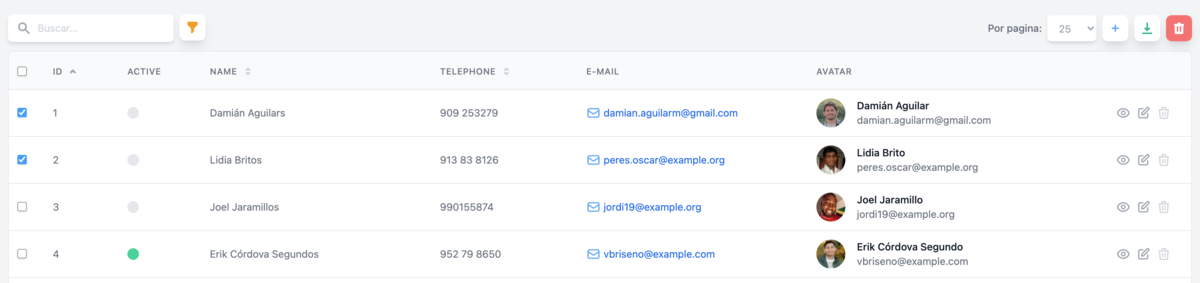 Buscar... Por pagina: 25 +
ID ACTIVE NAME TELEPHONE E-MAIL AVATAR
1 Damián Aguilars 909 253279 damian.aguilarm@gmail.com Damián Aguilar
damian.aguilarm@gmail.com
2 Lidia Britos 913 83 8126 peres.oscar@example.org Lidia Brito
peres.oscar@example.org
3 Joel Jaramillos 990155874 jordi19@example.org Joel Jaramillo
jordi19@example.org
4 Erik Córdova Segundos 952 79 8650 vbriseno@example.com Erik Córdova Segundo
vbriseno@example.com